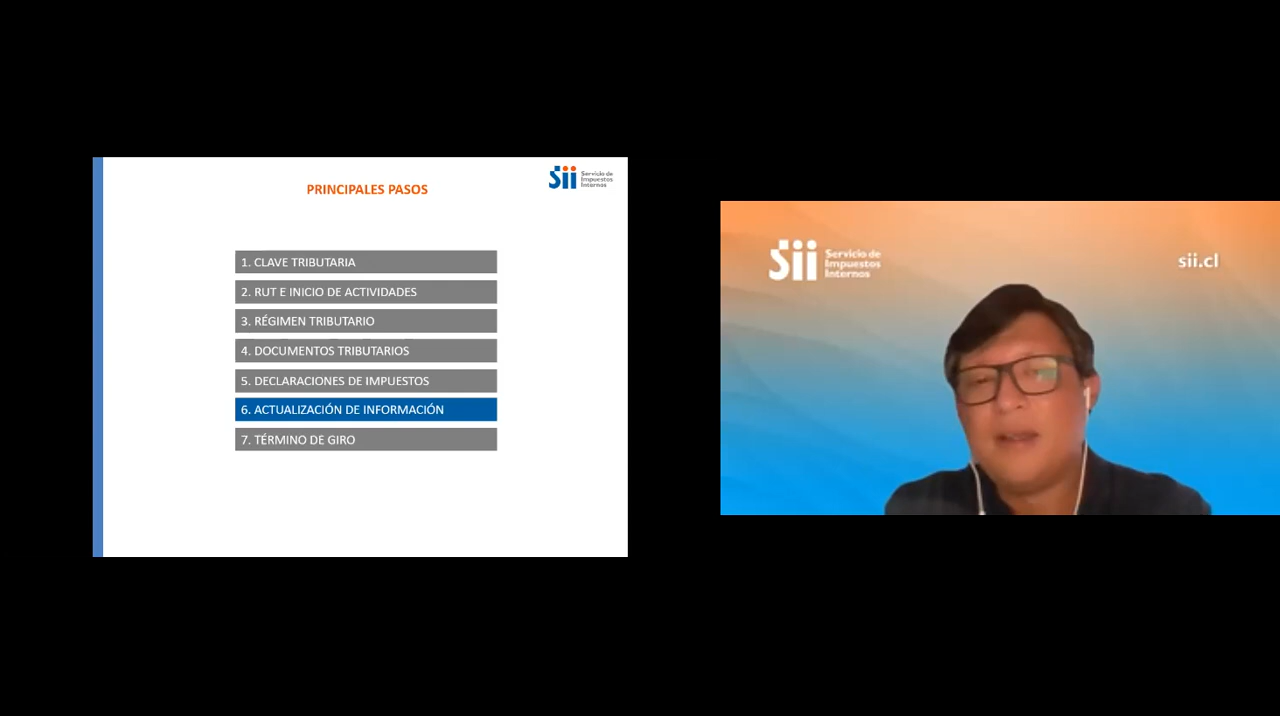 PRINCIPALES PASOS
Sii Servicio de
Impuestos
Internos
1. CLAVE TRIBUTARIA
2. RUT E INICIO DE ACTIVIDADES
3. RÉGIMEN TRIBUTARIO
4. DOCUMENTOS TRIBUTARIOS
5. DECLARACIONES DE IMPUESTOS
6. ACTUALIZACIÓN DE INFORMACIÓN
7. TÉRMINO DE GIRO
Sii Servicio de
Impuestos
Internos
sii.cl